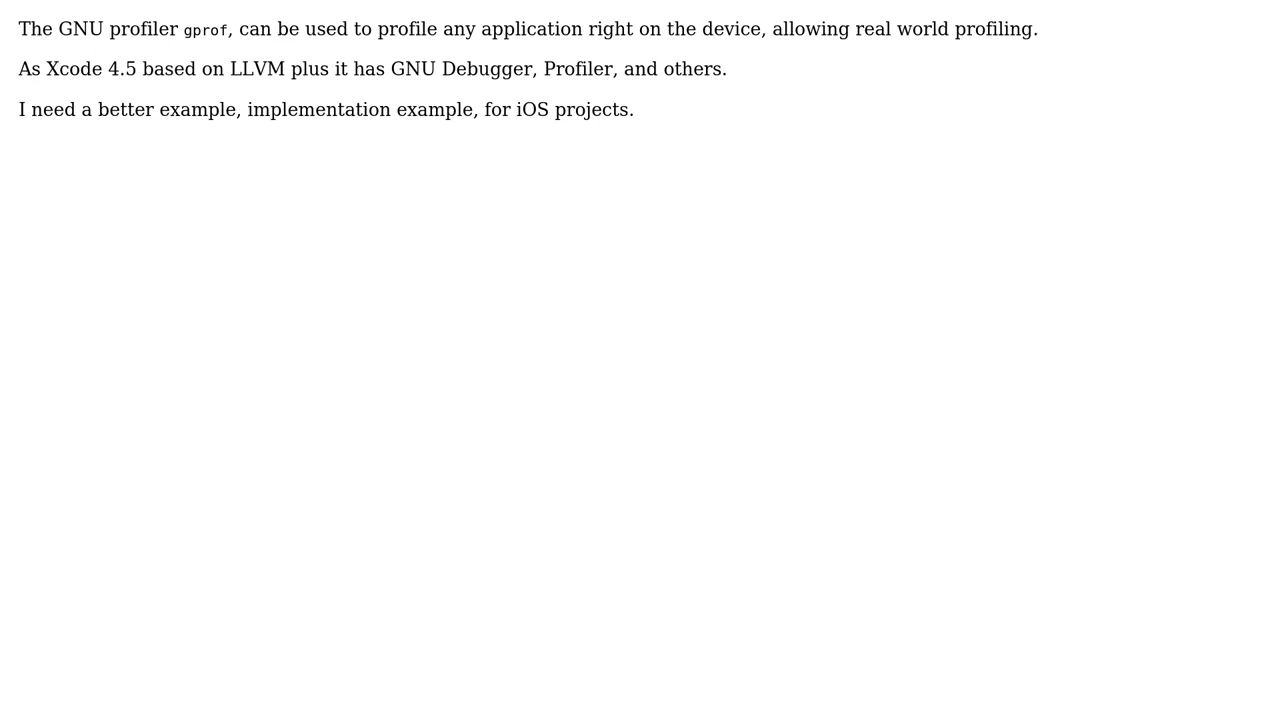 The GNU profiler gprof, can be used to profile any application right on the device, allowing real world profiling.
As Xcode 4.5 based on LLVM plus it has GNU Debugger, Profiler, and others.
I need a better example, implementation example, for iOS projects.